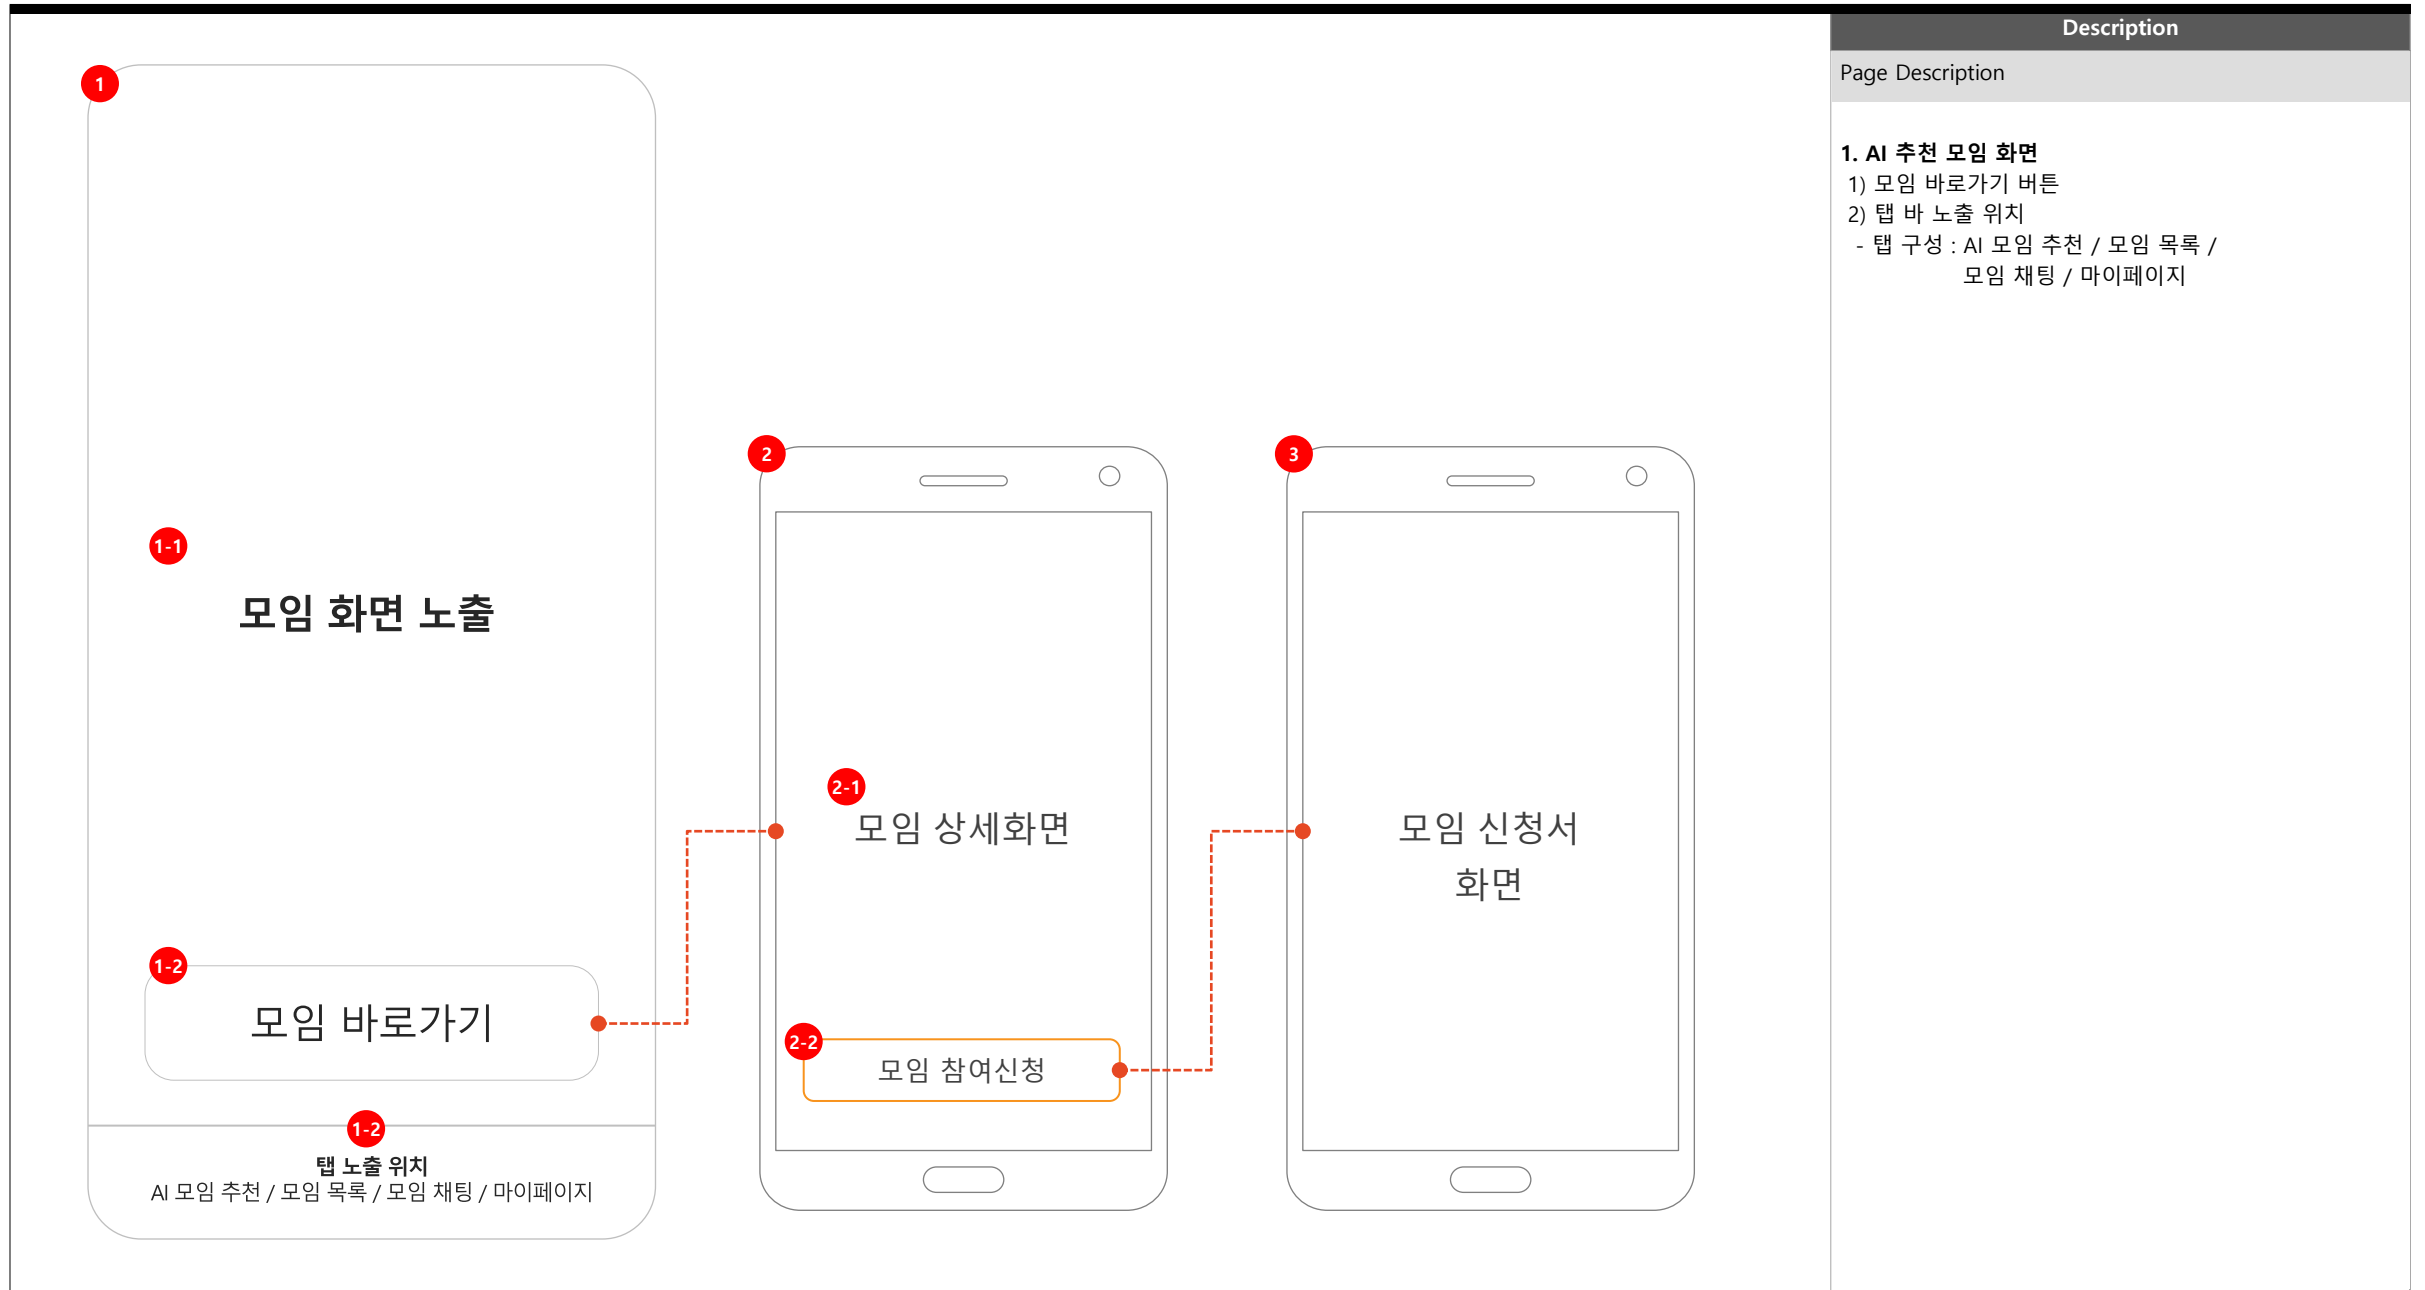 1
1-1
모임 화면 노출
1-2
모임 바로가기
1-2
탭 노출 위치
AI 모임 추천 / 모임 목록 / 모임 채팅 / 마이페이지
2
2-1
모임 상세화면
2-2
모임 참여신청
3
모임 신청서
화면
Description
Page Description
1. AI 추천 모임 화면
1) 모임 바로가기 버튼
2) 탭 바 노출 위치
- 탭 구성 : AI 모임 추천 / 모임 목록 /
모임 채팅 / 마이페이지